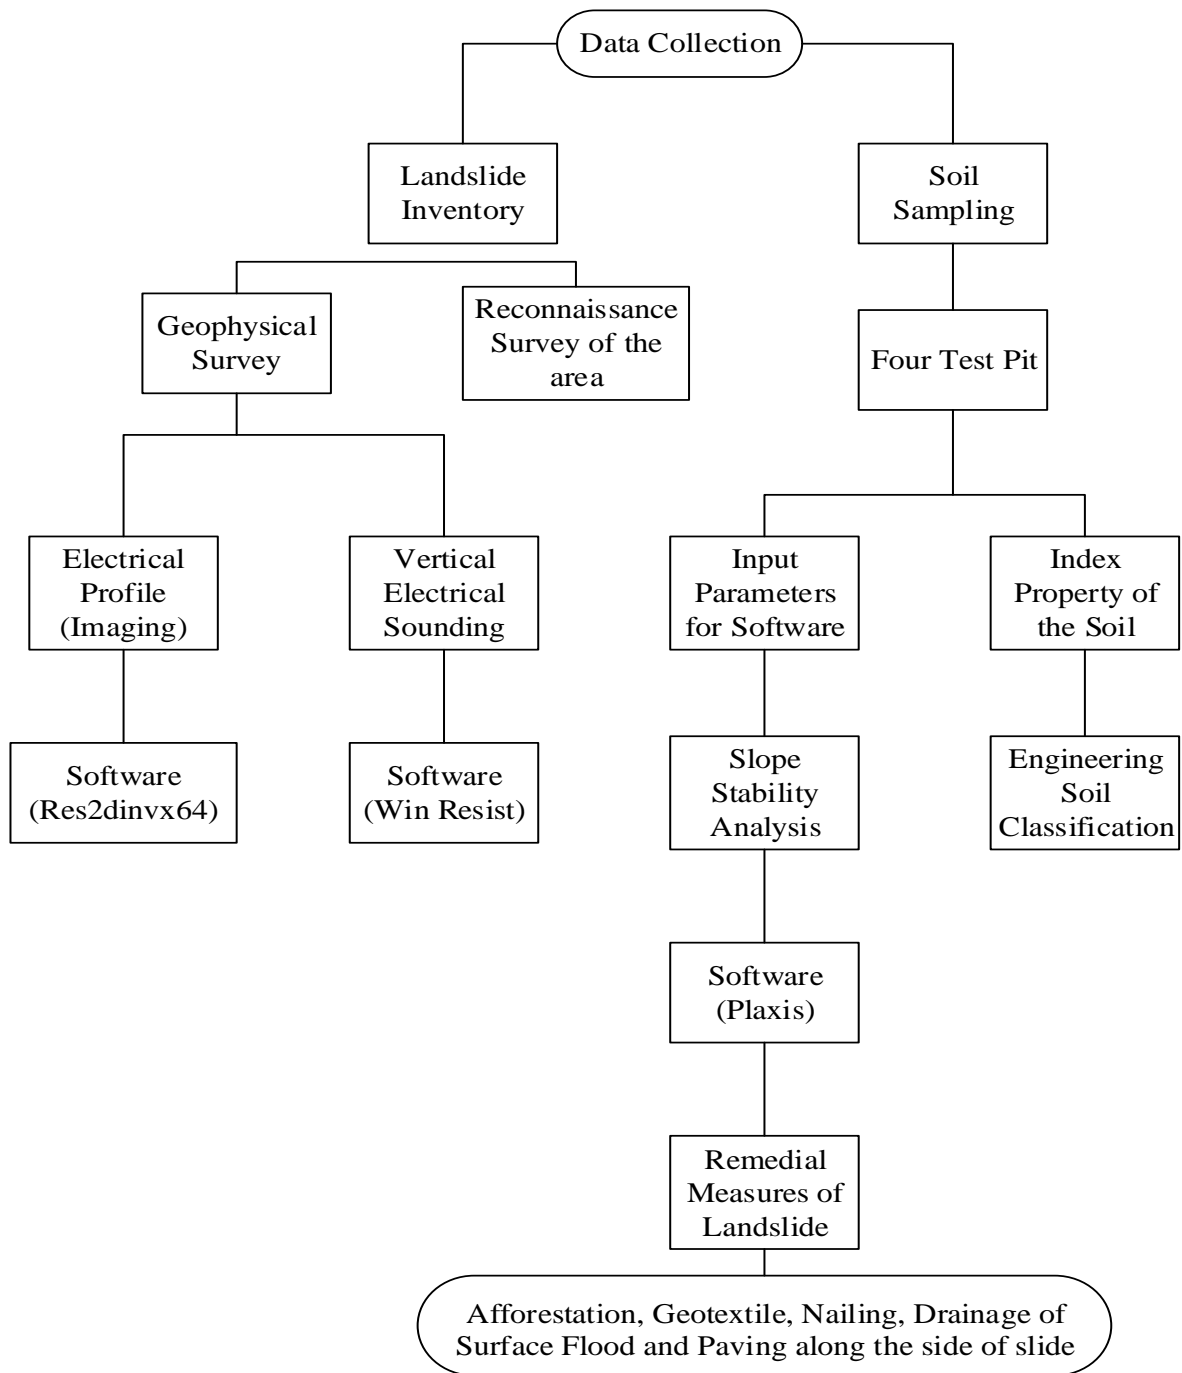 Data Collection
Landslide
Inventory
Soil
Sampling
Geophysical
Survey
Reconnaissance
Survey of the
area
Four Test Pit
Electrical
Profile
(Imaging)
Vertical
Electrical
Sounding
Input
Parameters
for Software
Index
Property of
the Soil
Software
(Res2dinvx64)
Software
(Win Resist)
Slope
Stability
Analysis
Engineering
Soil
Classification
Software
(Plaxis)
Remedial
Measures of
Landslide
Afforestation, Geotextile, Nailing, Drainage of
Surface Flood and Paving along the side of slide